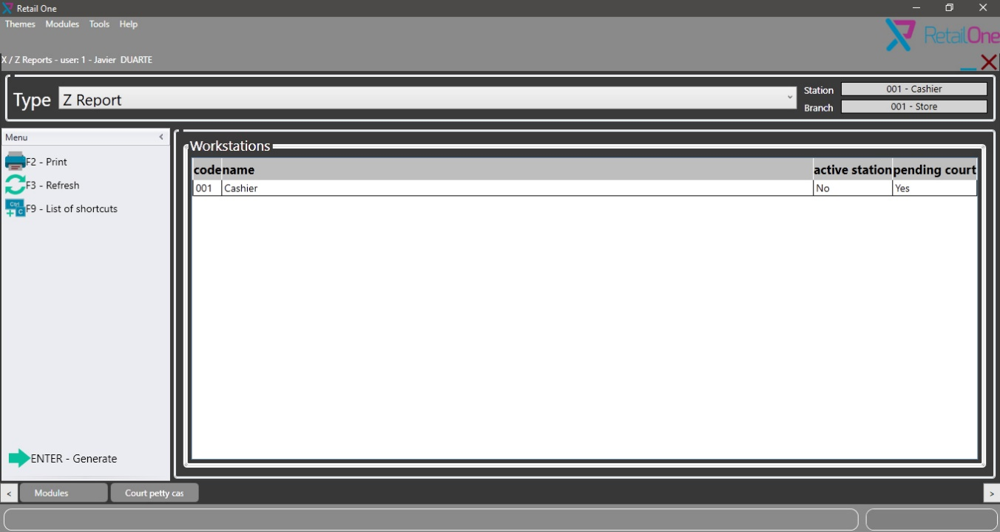 Retail One
Themes Modules Tools Help
RetailOne
X / Z Reports - user: 1 - Javier DUARTE
Type Z Report
Station 001 - Cashier
Branch 001 - Store
Menu
F2 - Print
F3 - Refresh
Ctrl + C F9 - List of shortcuts
ENTER - Generate
Workstations
code name active station pending court
001 Cashier No Yes
< Modules Court petty cas >